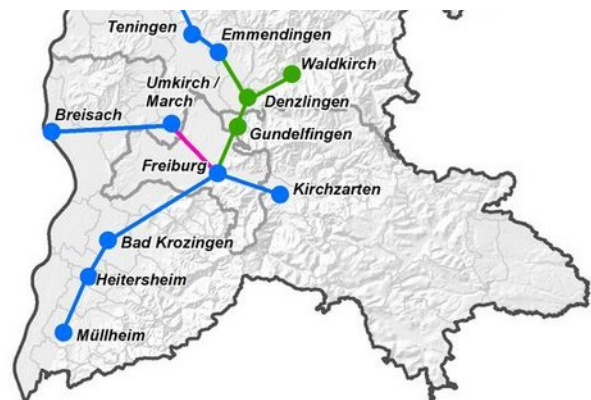 Teningen
Emmendingen
Waldkirch
Umkirch /
March
Denzlingen
Breisach
Gundelfingen
Freiburg
Kirchzarten
Bad Krozingen
Heitersheim
Müllheim